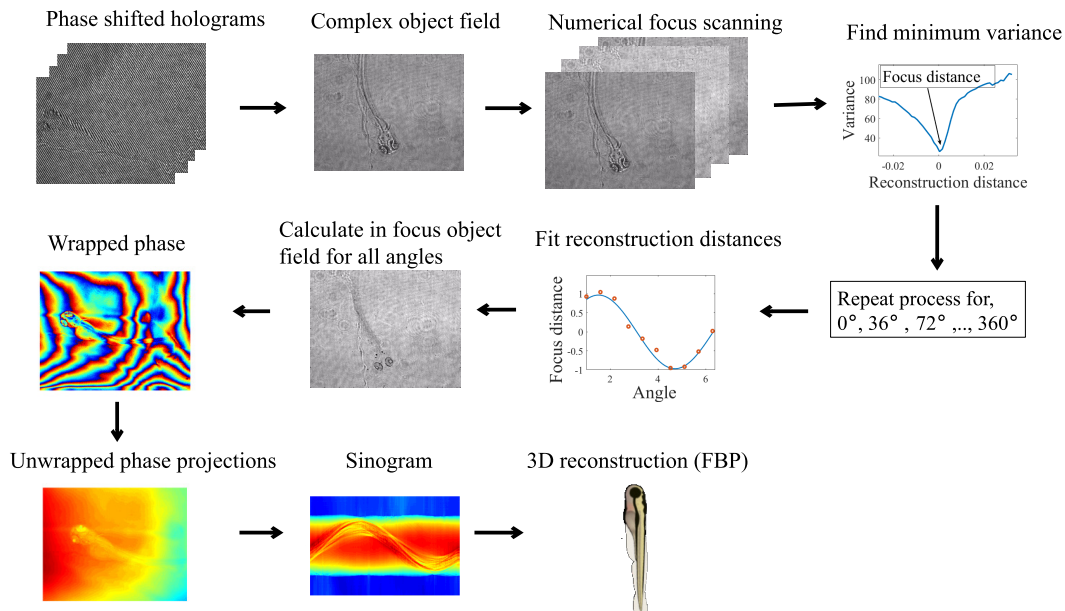 Phase shifted holograms
Complex object field
Numerical focus scanning
Find minimum variance
Focus distance
Variance
100
80
60
40
-0.02
0
0.02
Reconstruction distance
Wrapped phase
Calculate in focus object
field for all angles
Fit reconstruction distances
Focus distance
1
0.5
0
-0.5
-1
2
4
6
Angle
Repeat process for,
0°, 36° , 72° ,.., 360°
Unwrapped phase projections
Sinogram
3D reconstruction (FBP)